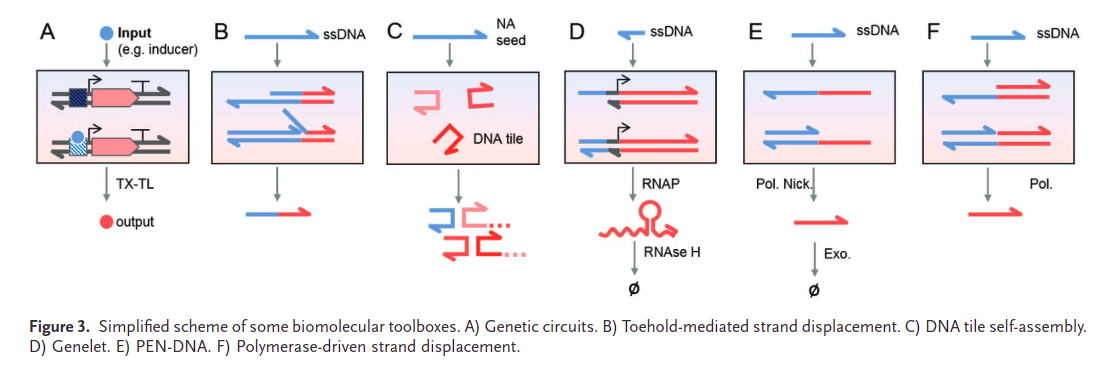 A
Input
(e.g. inducer)
TX-TL
output
B
ssDNA
C
NA
seed
DNA tile
D
ssDNA
RNAP
RNAse H
Ø
E
ssDNA
Pol. Nick.
Exo.
Ø
F
ssDNA
Pol.
Figure 3. Simplified scheme of some biomolecular toolboxes. A) Genetic circuits. B) Toehold-mediated strand displacement. C) DNA tile self-assembly.
D) Genelet. E) PEN-DNA. F) Polymerase-driven strand displacement.